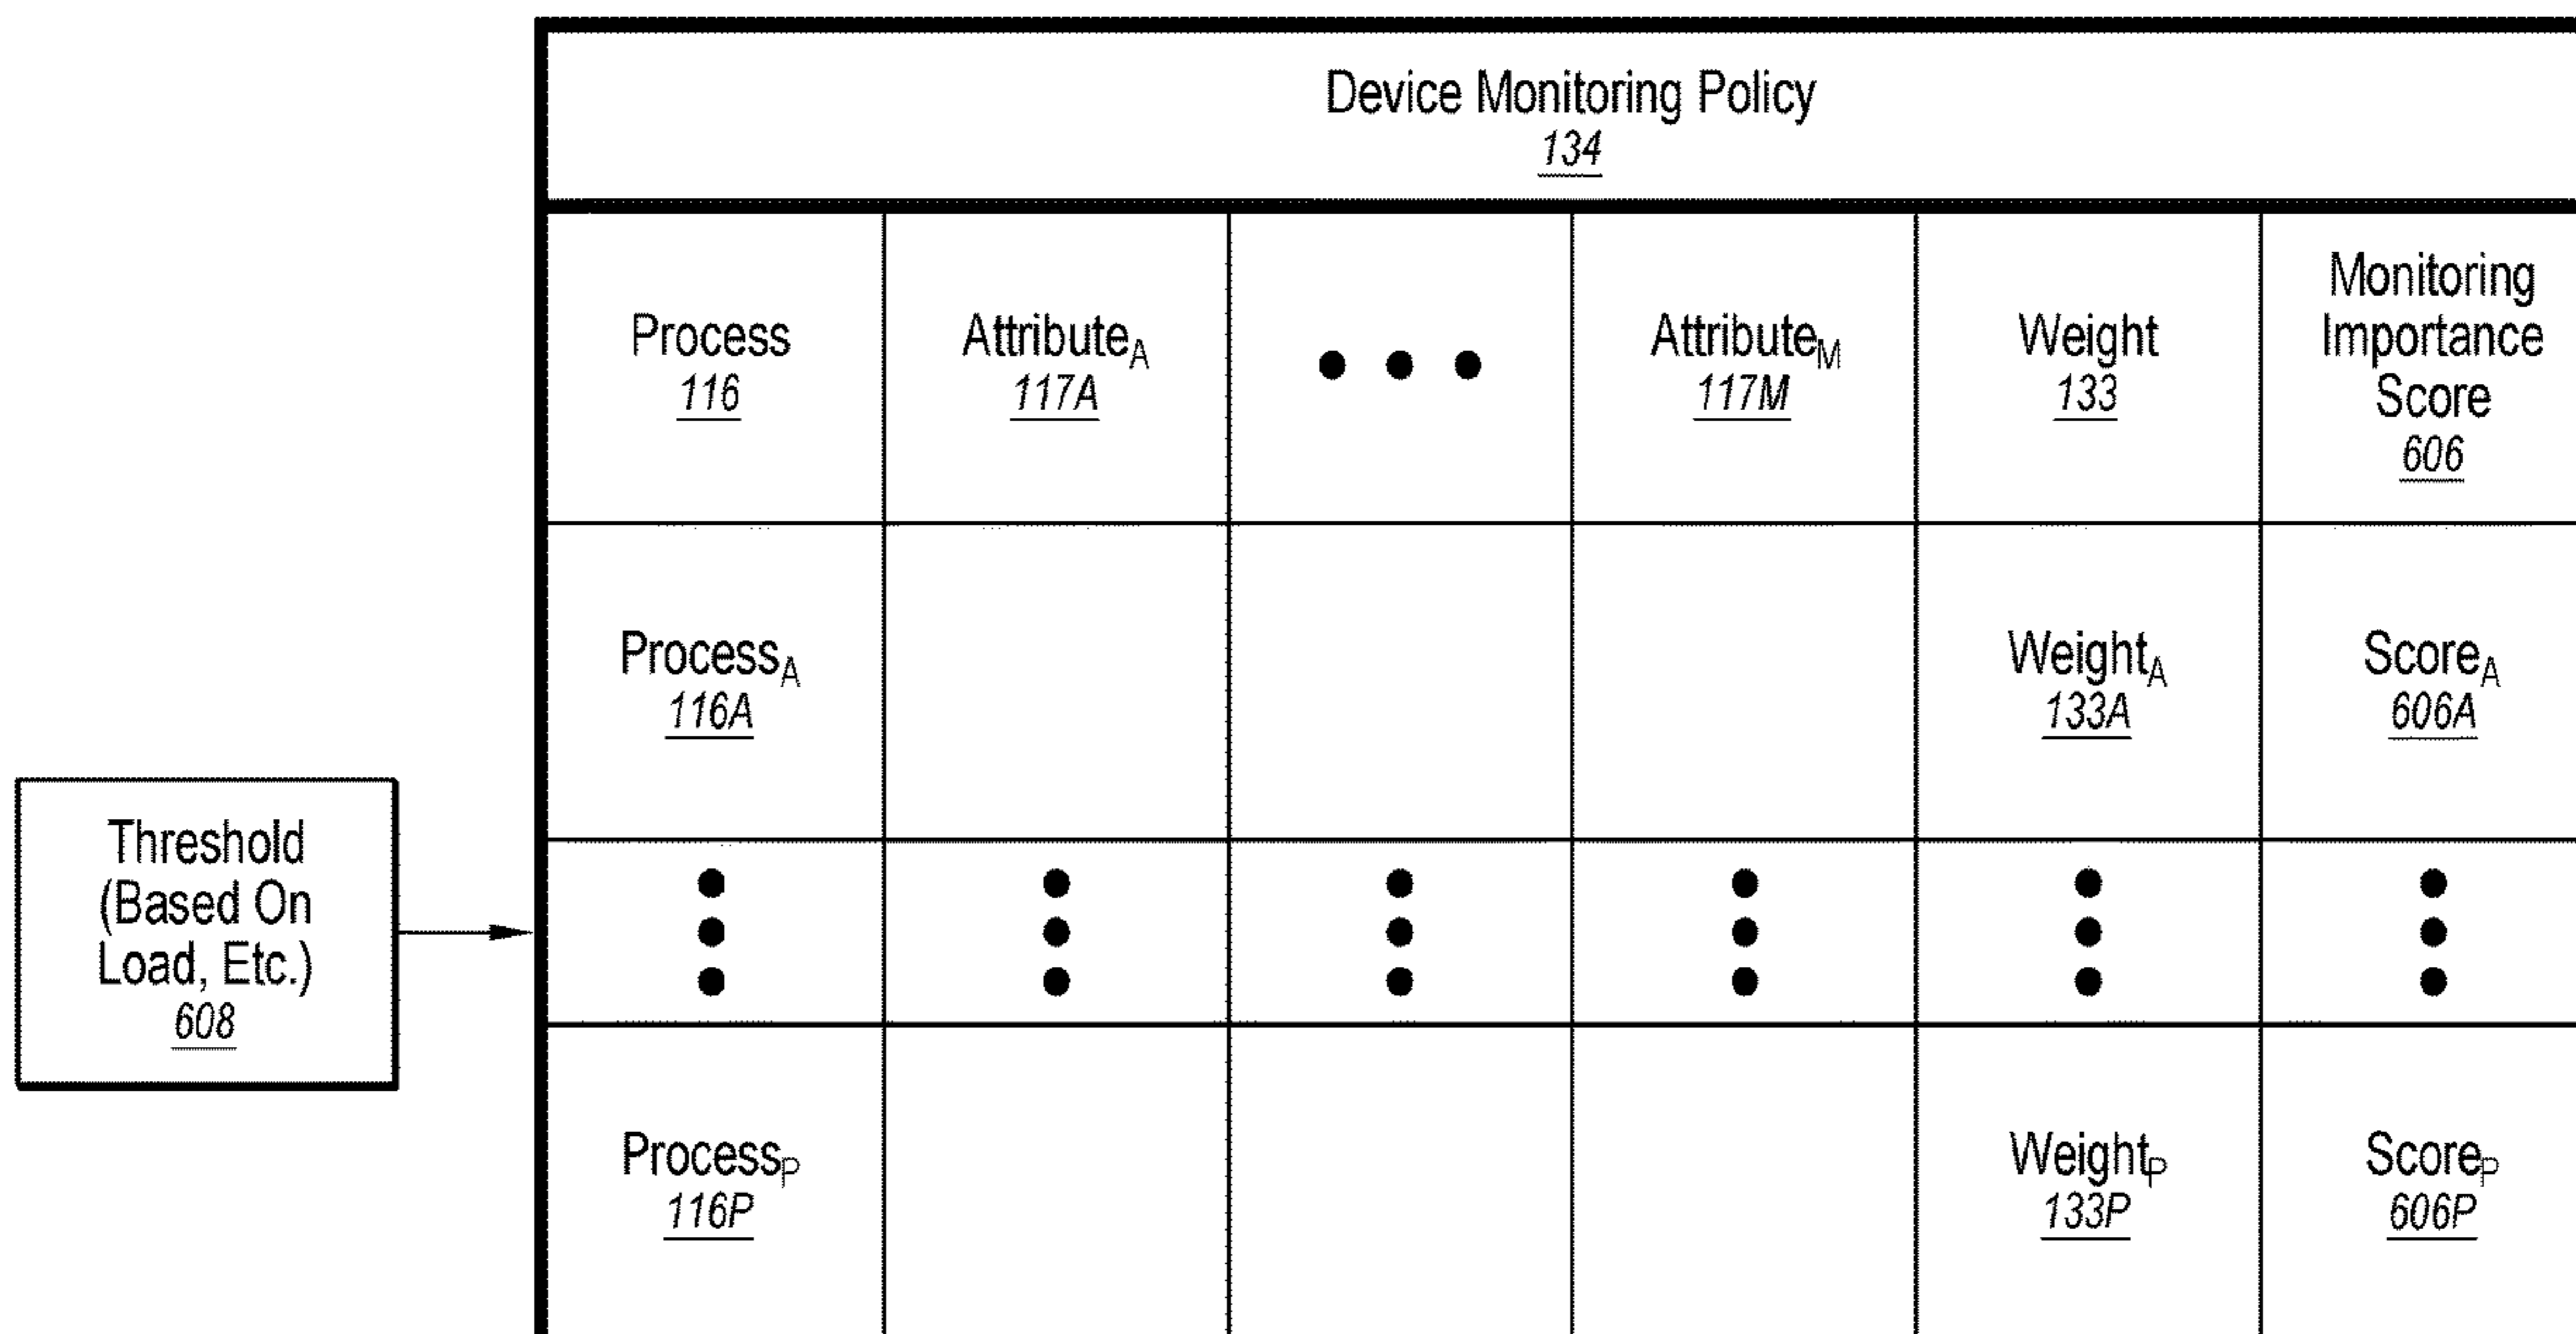 Device Monitoring Policy
134
Process
116
AttributeA
117A
• • •
AttributeM
117M
Weight
133
Monitoring
Importance
Score
606
ProcessA
116A
WeightA
133A
ScoreA
606A
Threshold
(Based On
Load, Etc.)
608
ProcessP
116P
WeightP
133P
ScoreP
606P